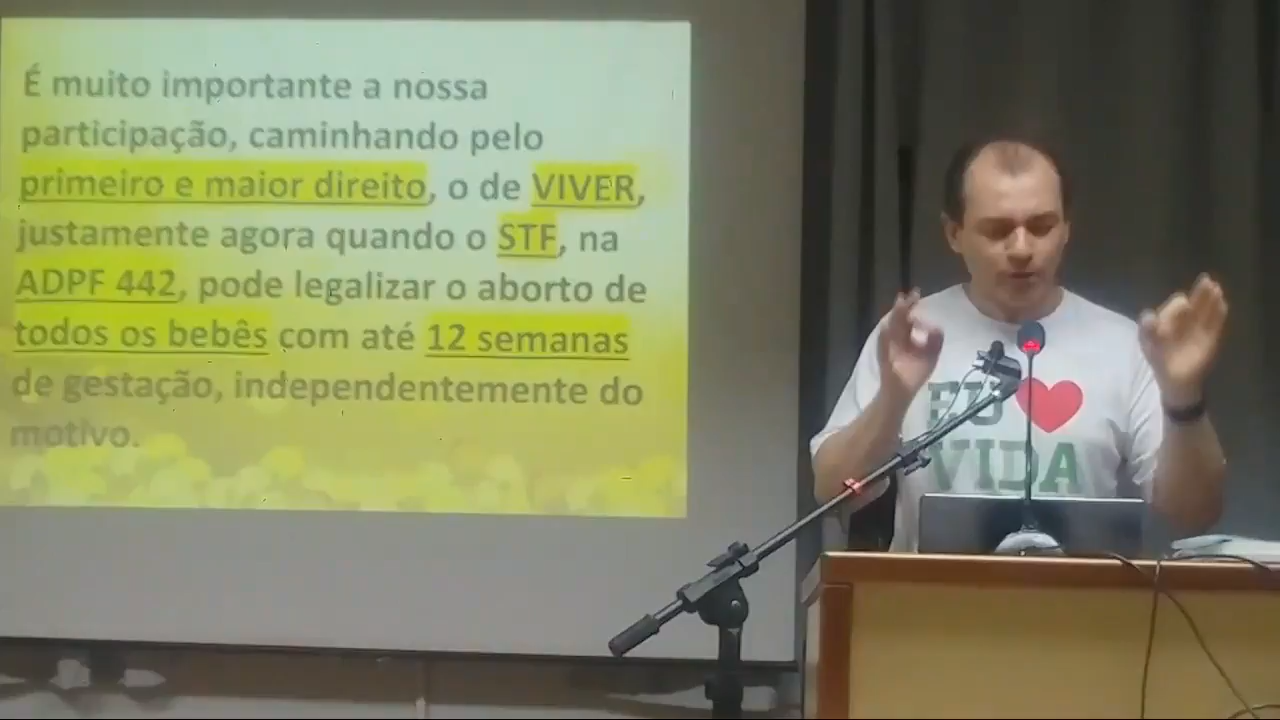 É muito importante a nossa
participação, caminhando pelo
primeiro e maior direito, o de VIVER,
justamente agora quando o STF, na
ADPF 442, pode legalizar o aborto de
todos os bebês com até 12 semanas
de gestação, independentemente do
motivo.
EU
VIDA